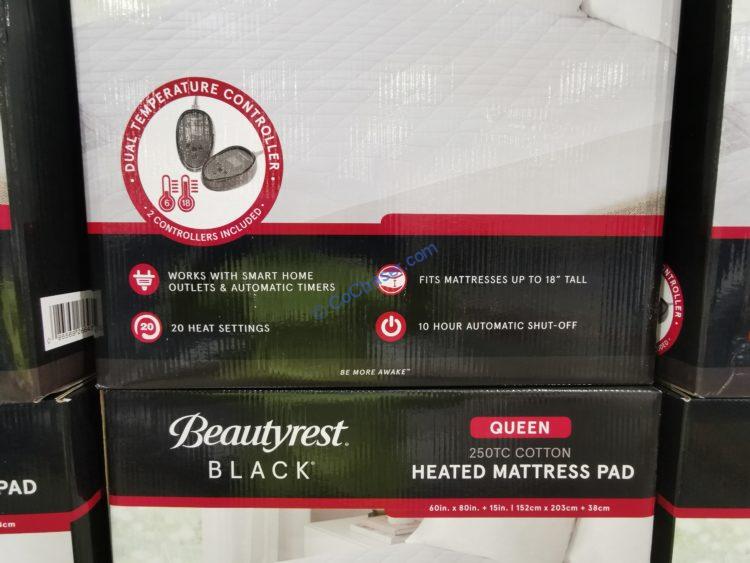 DUAL TEMPERATURE CONTROLLER
6 18
2 CONTROLLERS INCLUDED
WORKS WITH SMART HOME
OUTLETS & AUTOMATIC TIMERS
FITS MATTRESSES UP TO 18" TALL
20
20 HEAT SETTINGS
10 HOUR AUTOMATIC SHUT-OFF
BE MORE AWAKE™
Beautyrest®
BLACK®
QUEEN
250TC COTTON
HEATED MATTRESS PAD
60in. x 80in. + 15in. | 152cm x 203cm + 38cm
PAD